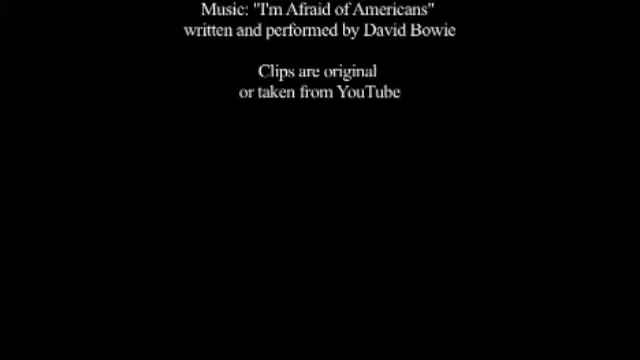 Music: "I'm Afraid of Americans"
written and performed by David Bowie
Clips are original
or taken from YouTube